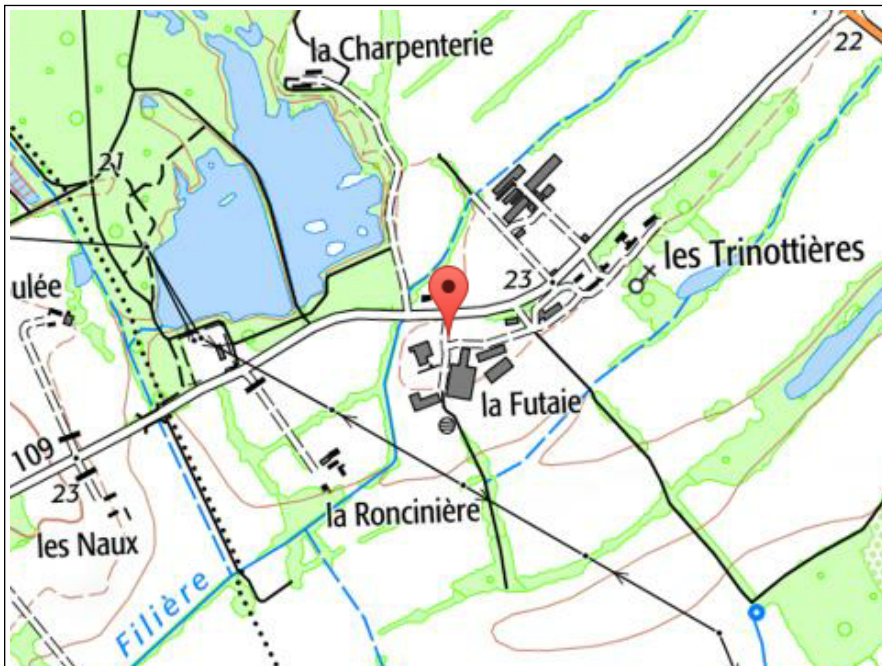 la Charpenterie
22
21
les Trinottières
23
ulée
la Futaie
109
23
la Roncinière
les Naux
Filière